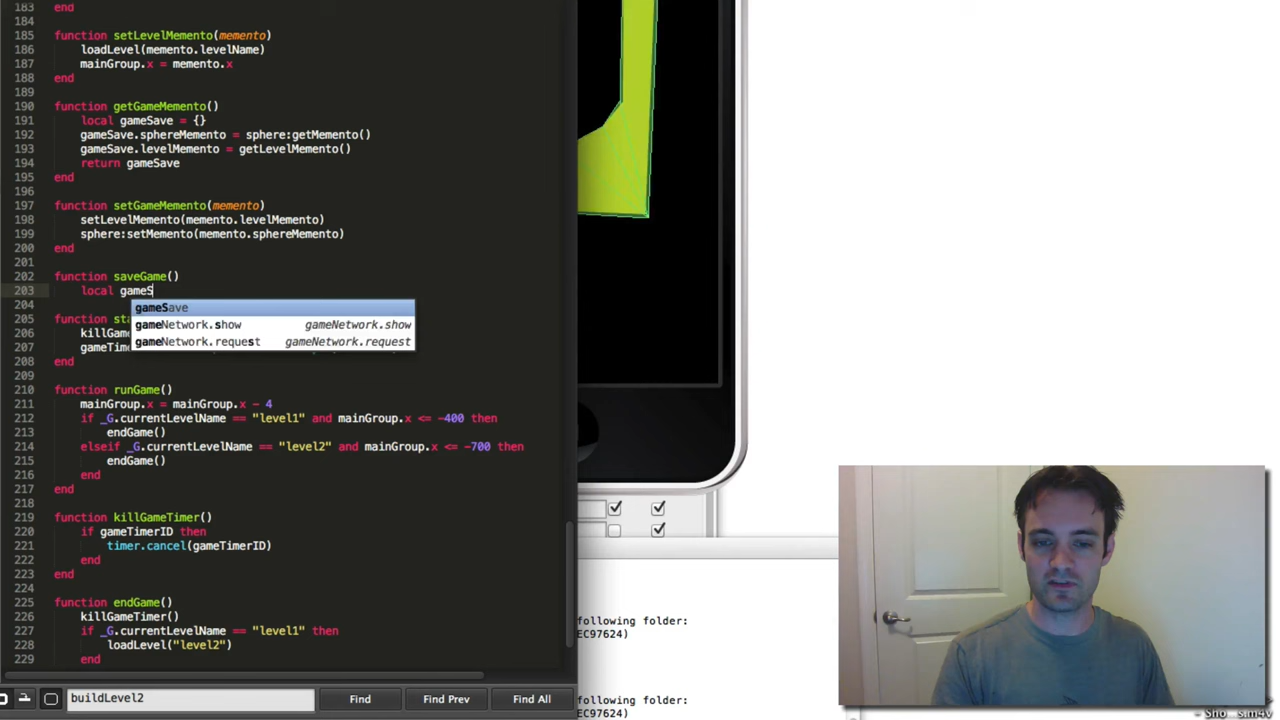 183 end
184
185 function setLevelMemento(memento)
186 loadLevel(memento.levelName)
187 mainGroup.x = memento.x
188 end
189
190 function getGameMemento()
191 local gameSave = {}
192 gameSave.sphereMemento = sphere:getMemento()
193 gameSave.levelMemento = getLevelMemento()
194 return gameSave
195 end
196
197 function setGameMemento(memento)
198 setLevelMemento(memento.levelMemento)
199 sphere:setMemento(memento.sphereMemento)
200 end
201
202 function saveGame()
203 local gameS
204
gameSave
gameNetwork.show gameNetwork.show
gameNetwork.request gameNetwork.request
205 function sta
206 killGam
207 gameTim
208 end
209
210 function runGame()
211 mainGroup.x = mainGroup.x - 4
212 if _G.currentLevelName == "level1" and mainGroup.x <= -400 then
213 endGame()
214 elseif _G.currentLevelName == "level2" and mainGroup.x <= -700 then
215 endGame()
216 end
217 end
218
219 function killGameTimer()
220 if gameTimerID then
221 timer.cancel(gameTimerID)
222 end
223 end
224
225 function endGame()
226 killGameTimer()
227 if _G.currentLevelName == "level1" then
228 loadLevel("level2")
229 end
buildLevel2 Find Find Prev Find All
following folder:
EC97624)
following folder:
EC97624)
- Sho...s.m4v